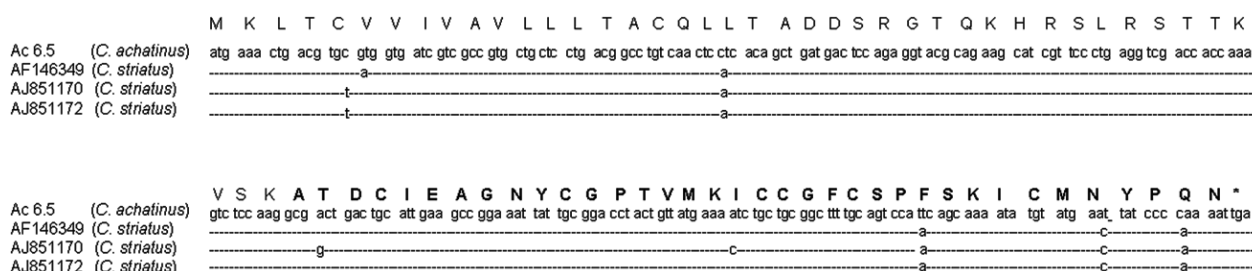 M K L T C V V I V A V L L L T A C Q L L T A D D S R G T Q K H R S L R S T T K
Ac 6.5 (C. achatinus) atg aaa ctg acg tgc gtg gtg atc gtc gcc gtg ctg ctc ctg acg gcc tgt caa ctc ctc aca gct gat gac tcc aga ggt acg cag aag cat cgt tcc ctg agg tcg acc acc aaa
AF146349 (C. striatus) a a
AJ851170 (C. striatus) t a
AJ851172 (C. striatus) t a
V S K A T D C I E A G N Y C G P T V M K I C C G F C S P F S K I C M N Y P Q N *
Ac 6.5 (C. achatinus) gtc tcc aag gcg act gac tgc att gaa gcc gga aat tat tgc gga cct act gtt atg aaa atc tgc tgc ggc ttt tgc agt cca ttc agc aaa ata tgt atg aat_ tat ccc caa aat tga
AF146349 (C. striatus) a c a
AJ851170 (C. striatus) g c a c a
AJ851172 (C. striatus) a c a